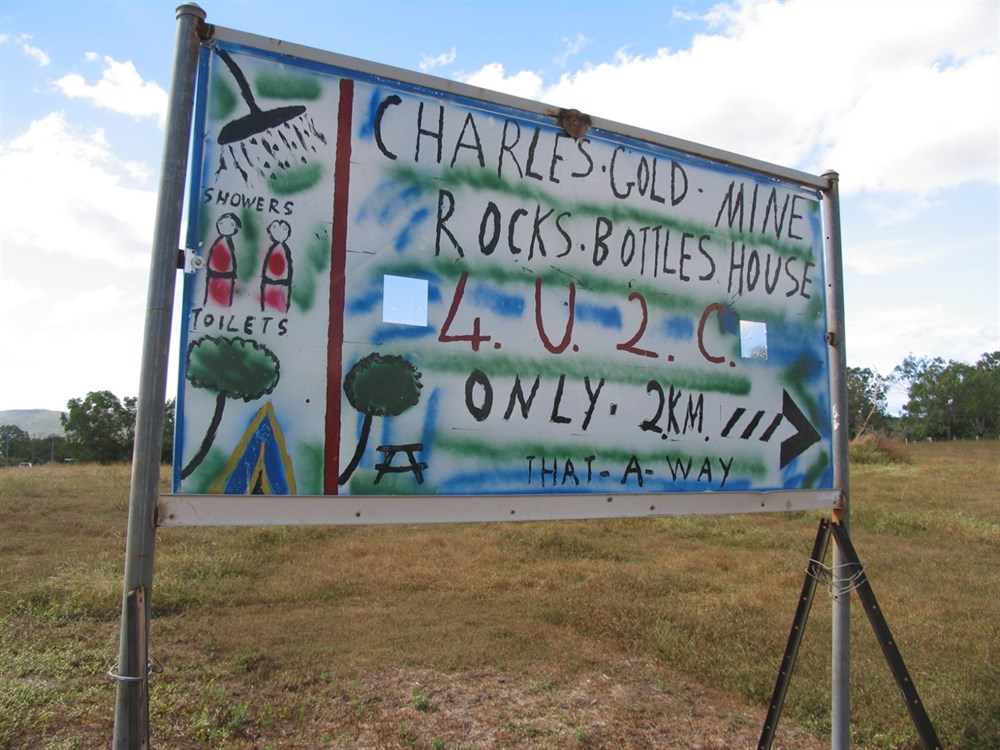 SHOWERS
TOILETS
CHARLES. GOLD. MINE
ROCKS. BOTTLES HOUSE
4. U. 2. C.
ONLY. 2KM.
THAT-A-WAY